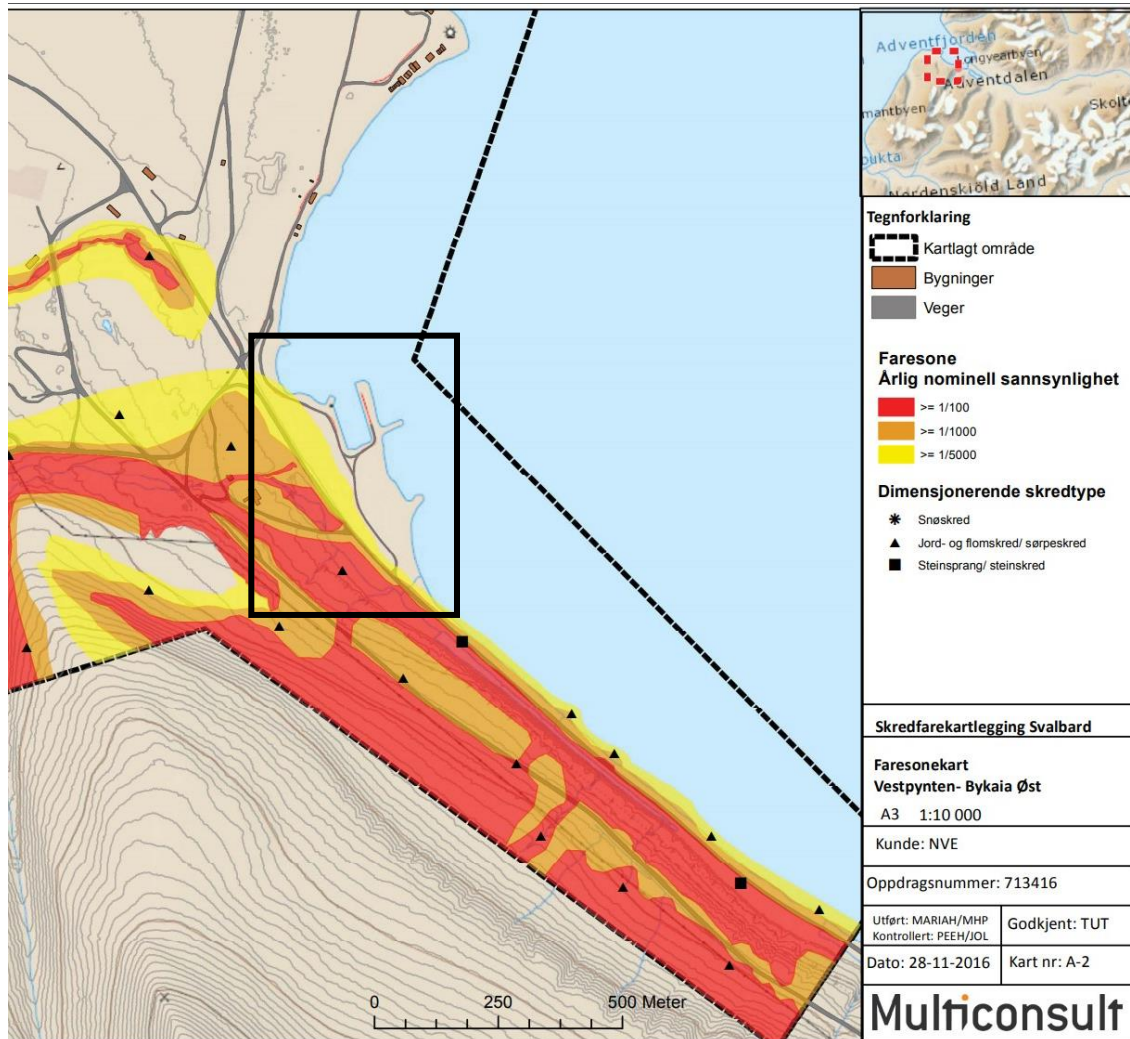 Adventfjorden
Longyearbyen
Adventdalen
mantbyen
Skolte
bukta
Nordenskiöld Land
Tegnforklaring
Kartlagt område
Bygninger
Veger
Faresone
Årlig nominell sannsynlighet
>= 1/100
>= 1/1000
>= 1/5000
Dimensjonerende skredtype
Snøskred
Jord- og flomskred/ sørpeskred
Steinsprang/ steinskred
Skredfarekartlegging Svalbard
Faresonekart
Vestpynten- Bykaia Øst
A3 1:10 000
Kunde: NVE
Oppdragsnummer: 713416
Utført: MARIAH/MHP
Kontrollert: PEEH/JOL
Godkjent: TUT
Dato: 28-11-2016
Kart nr: A-2
Multiconsult
0 250 500 Meter